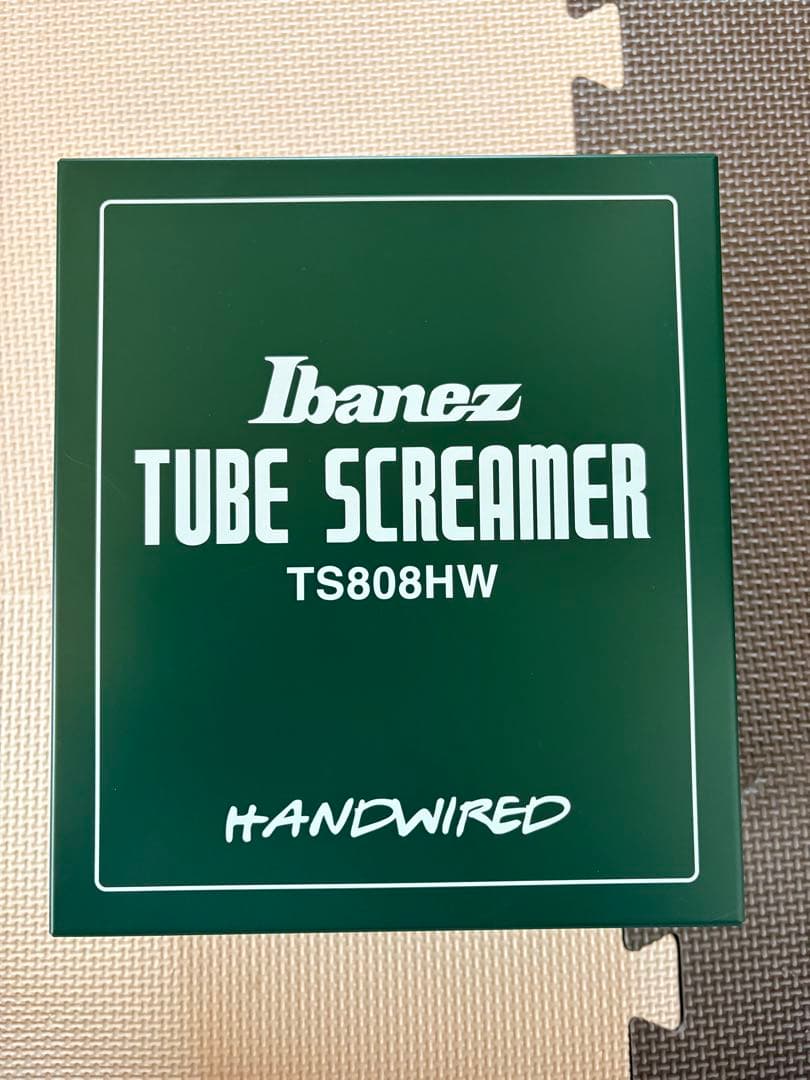 Ibanez
TUBE SCREAMER
TS808HW
HANDWIRED